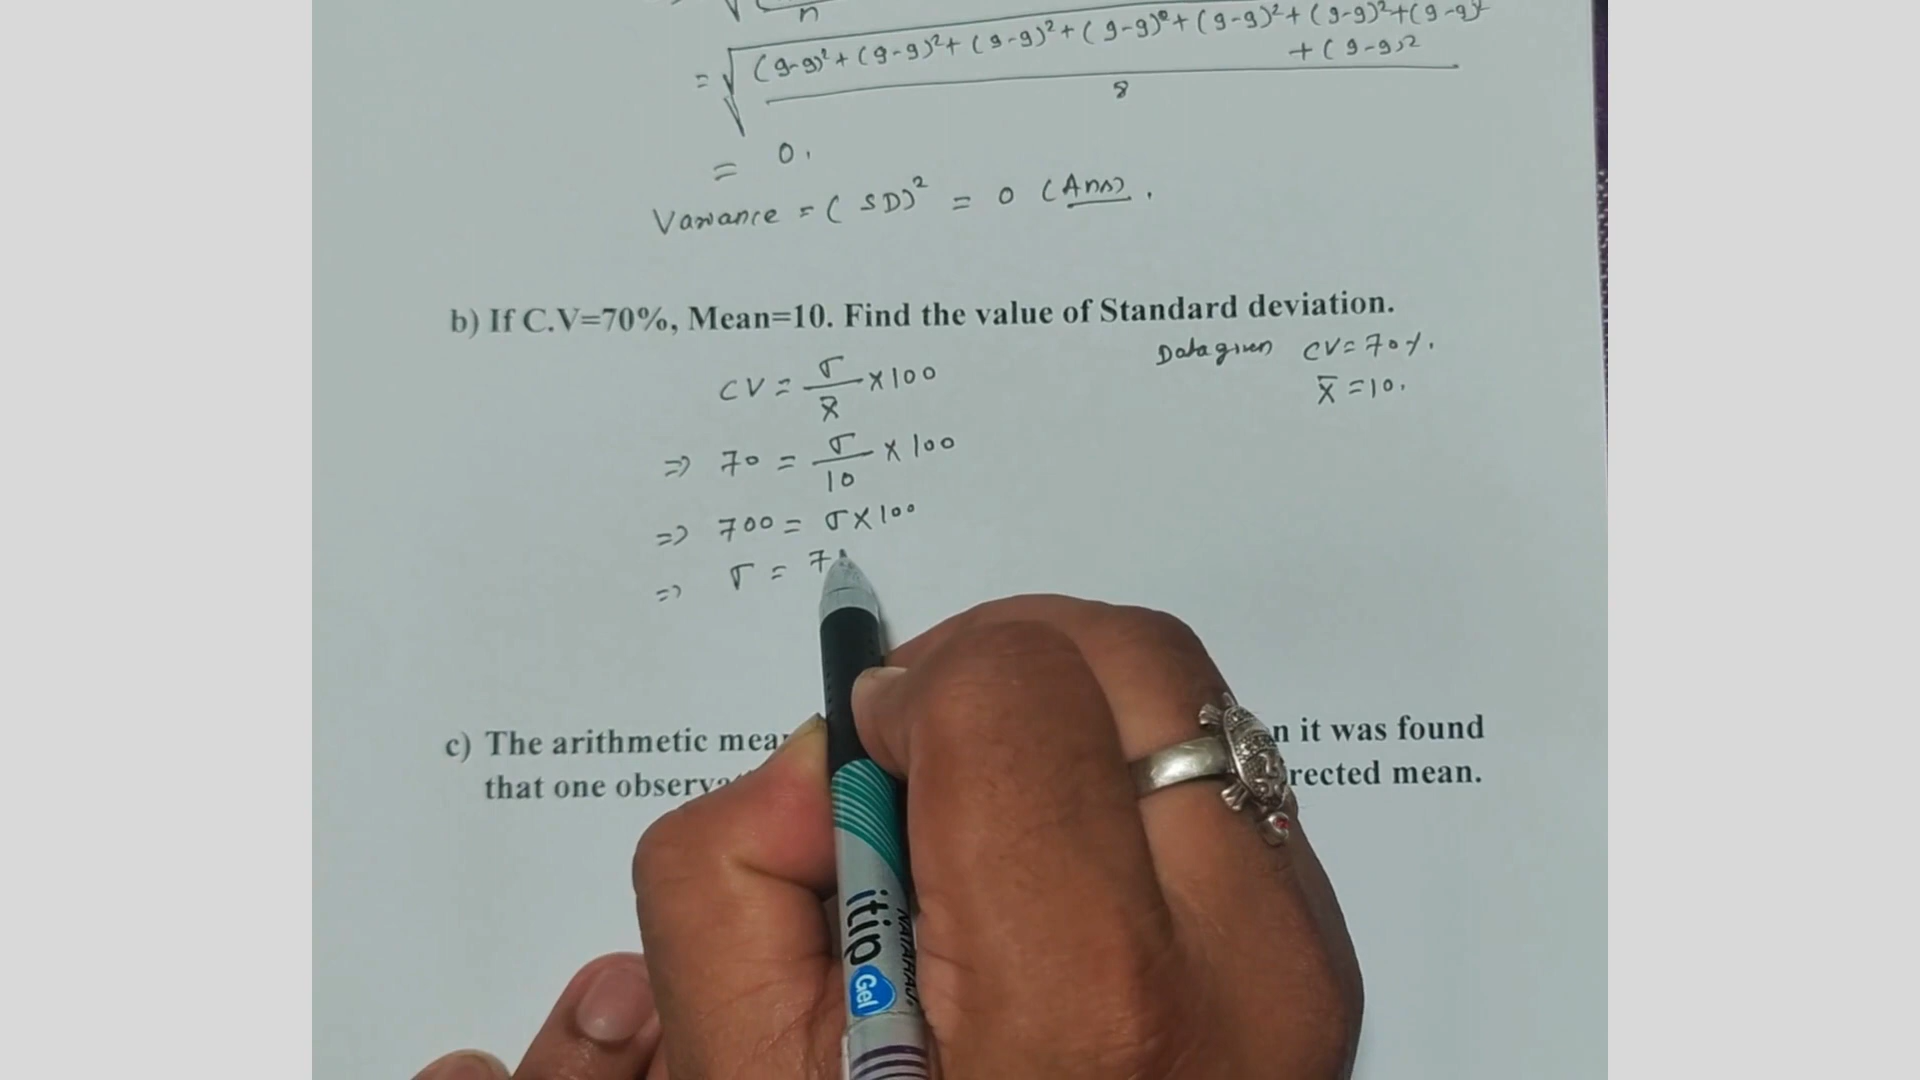 n
= √ (9-9)² + (9-9)² + (9-9)² + (9-9)² + (9-9)² + (9-9)² + (9-9)²
+ (9-9)²
8
= 0.
Variance = ( SD)² = 0 (Ans).
b) If C.V=70%, Mean=10. Find the value of Standard deviation.
Data given CV = 70%.
X̄ = 10.
CV = σ/X̄ × 100
⇒ 70 = σ/10 × 100
⇒ 700 = σ × 100
⇒ σ = 7
c) The arithmetic n it was found
that one rected mean.
itip
Gel
NATARAJ